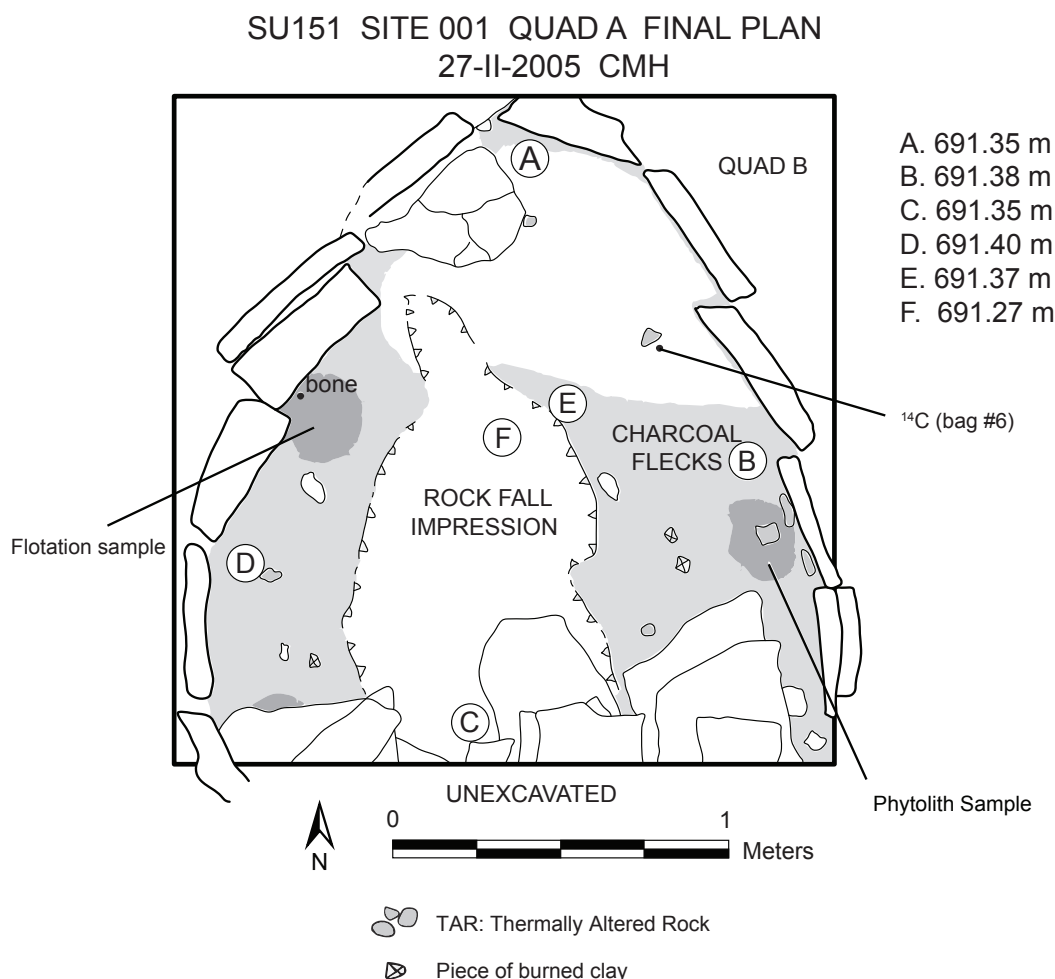 SU151 SITE 001 QUAD A FINAL PLAN
27-II-2005 CMH
A. 691.35 m
B. 691.38 m
C. 691.35 m
D. 691.40 m
E. 691.37 m
F. 691.27 m
A
QUAD B
bone
E
F
¹⁴C (bag #6)
CHARCOAL
FLECKS B
ROCK FALL
IMPRESSION
Flotation sample
D
C
UNEXCAVATED
Phytolith Sample
0 1
Meters
N
TAR: Thermally Altered Rock
Piece of burned clay